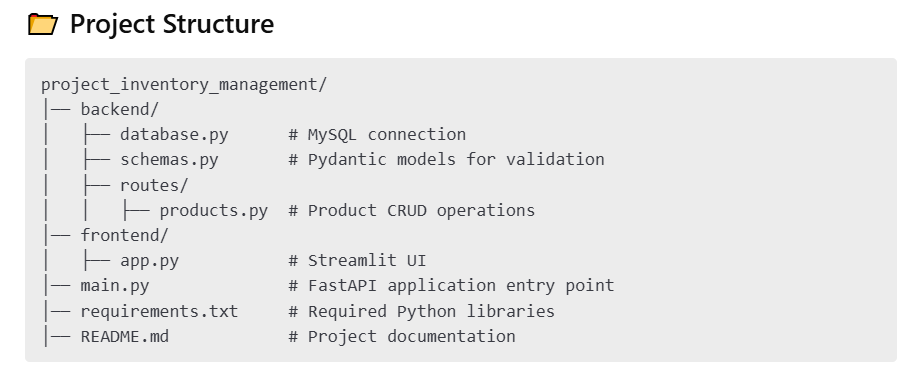 📂 Project Structure
project_inventory_management/
│── backend/
│   ├── database.py      # MySQL connection
│   ├── schemas.py       # Pydantic models for validation
│   ├── routes/
│   │   ├── products.py  # Product CRUD operations
│── frontend/
│   ├── app.py           # Streamlit UI
│── main.py              # FastAPI application entry point
│── requirements.txt     # Required Python libraries
│── README.md            # Project documentation